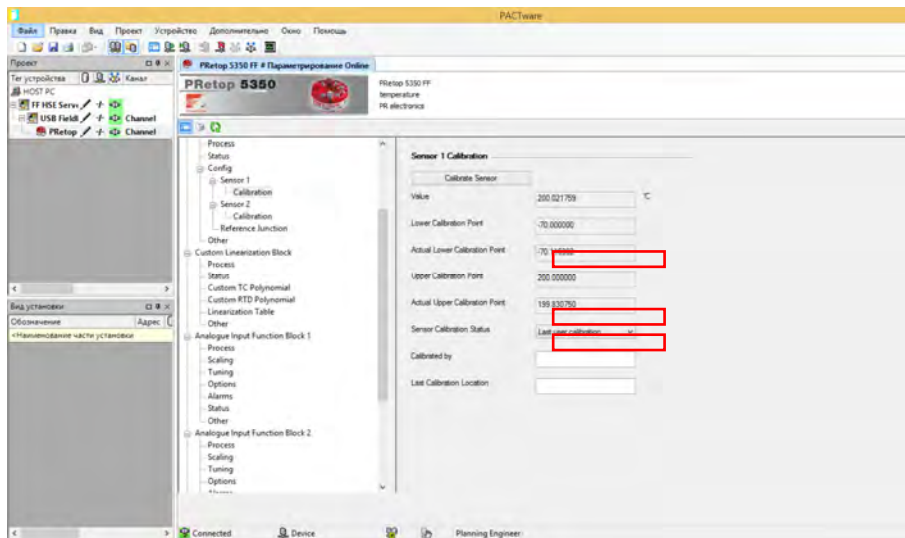 PACTware
Файл Правка Вид Проект Устройство Дополнительно Окно Помощь
Проект
PRetop 5350 FF # Параметрирование Online
Тег устройства Канал
HOST PC
FF HSE Serve
USB Fieldl Channel
PRetop Channel
PRetop 5350
PRetop 5350 FF
temperature
PR electronics
Process
Status
Config
Sensor 1
Calibration
Sensor 2
Calibration
Reference Junction
Other
Custom Linearization Block
Process
Status
Custom TC Polynomial
Custom RTD Polynomial
Linearization Table
Other
Analogue Input Function Block 1
Process
Scaling
Tuning
Options
Alarms
Status
Other
Analogue Input Function Block 2
Process
Scaling
Tuning
Options
Sensor 1 Calibration
Calibrate Sensor
Value 200.021759 °C
Lower Calibration Point -70.000000
Actual Lower Calibration Point
Upper Calibration Point 200.000000
Actual Upper Calibration Point 199.830750
Sensor Calibration Status Last user calibration
Calibrated by
Last Calibration Location
Вид установки
Обозначение Адрес
<Наименование части установки
Connected Device Planning Engineer